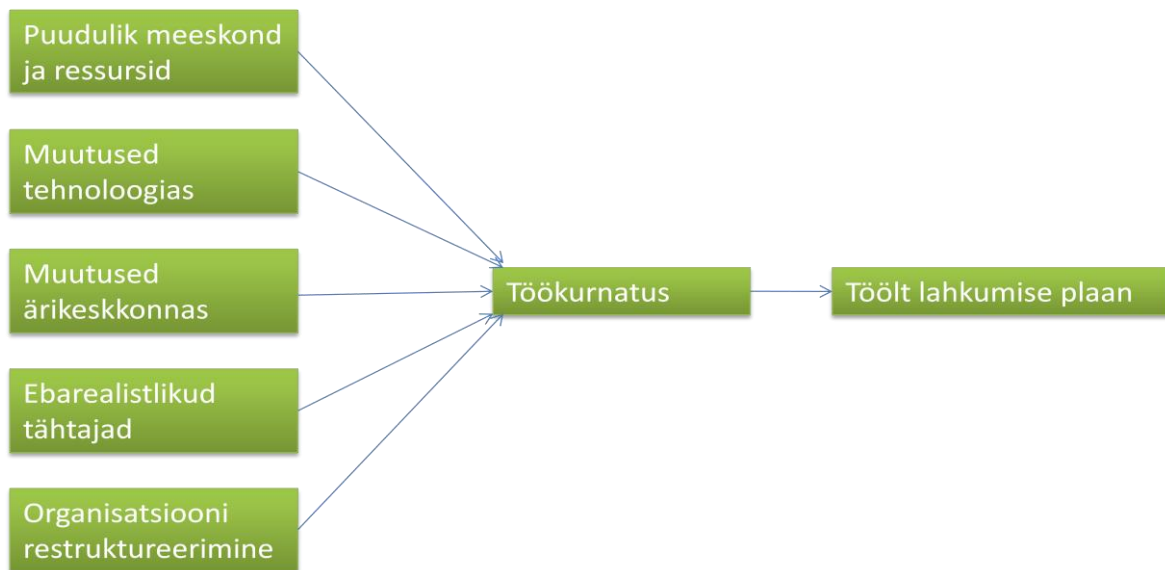 Puudulik meeskond
ja ressursid
Muutused
tehnoloogias
Muutused
ärikeskkonnas
Ebarealistlikud
tähtajad
Organisatsiooni
restruktureerimine
Töökurnatus
Töölt lahkumise plaan